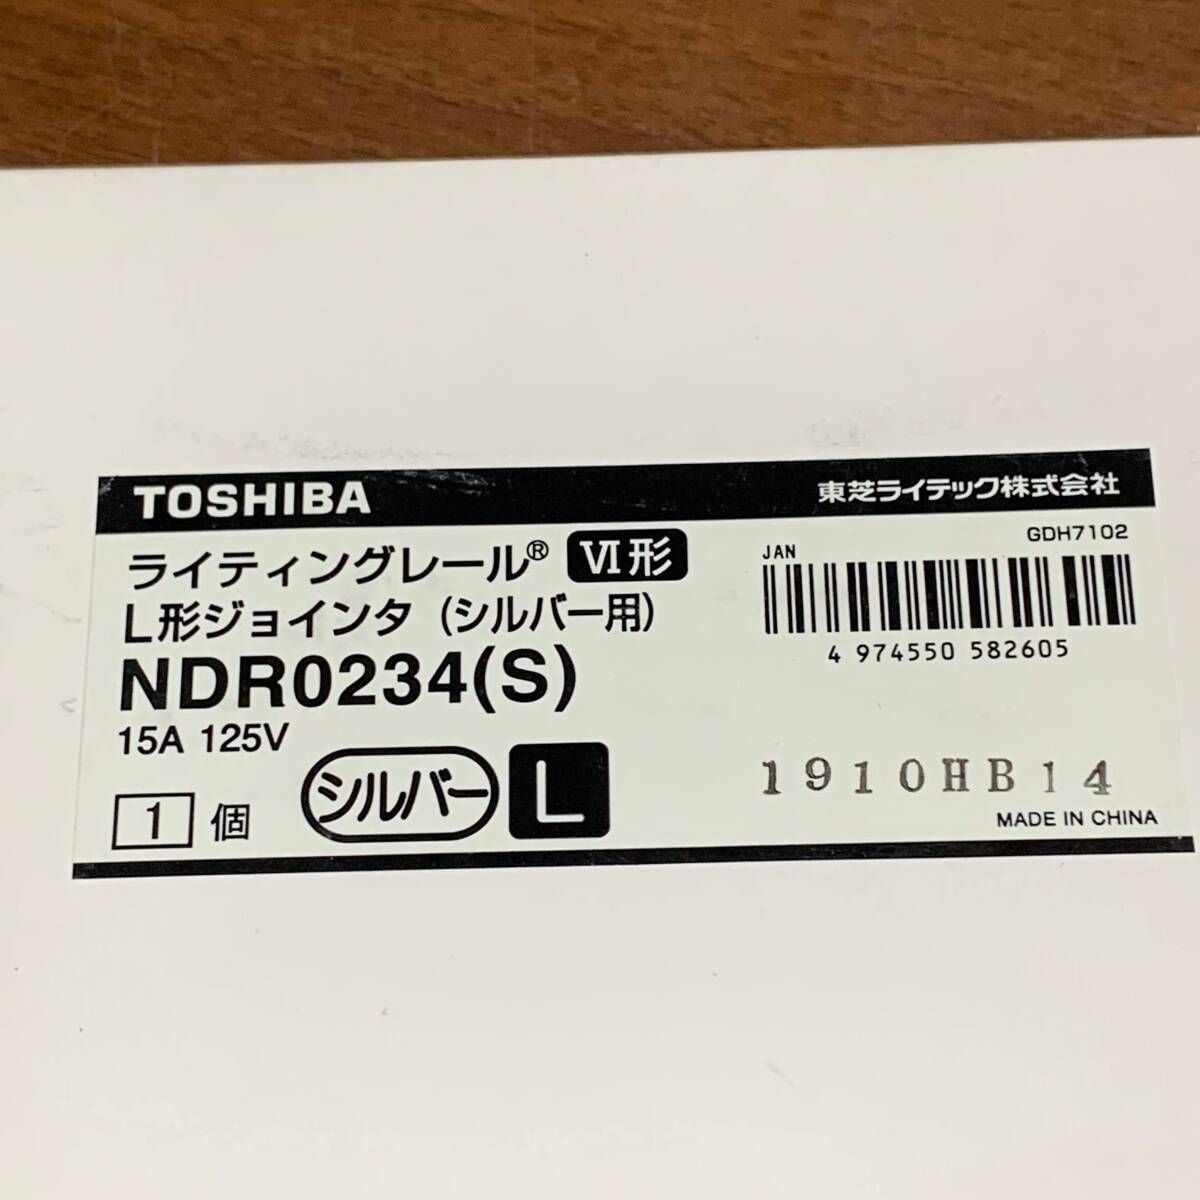 TOSHIBA
東芝ライテック株式会社
ライティングレール® Ⅵ形
L形ジョインタ (シルバー用)
NDR0234(S)
15A 125V
1 個
シルバー
L
GDH7102
JAN
4 974550 582605
1910HB14
MADE IN CHINA